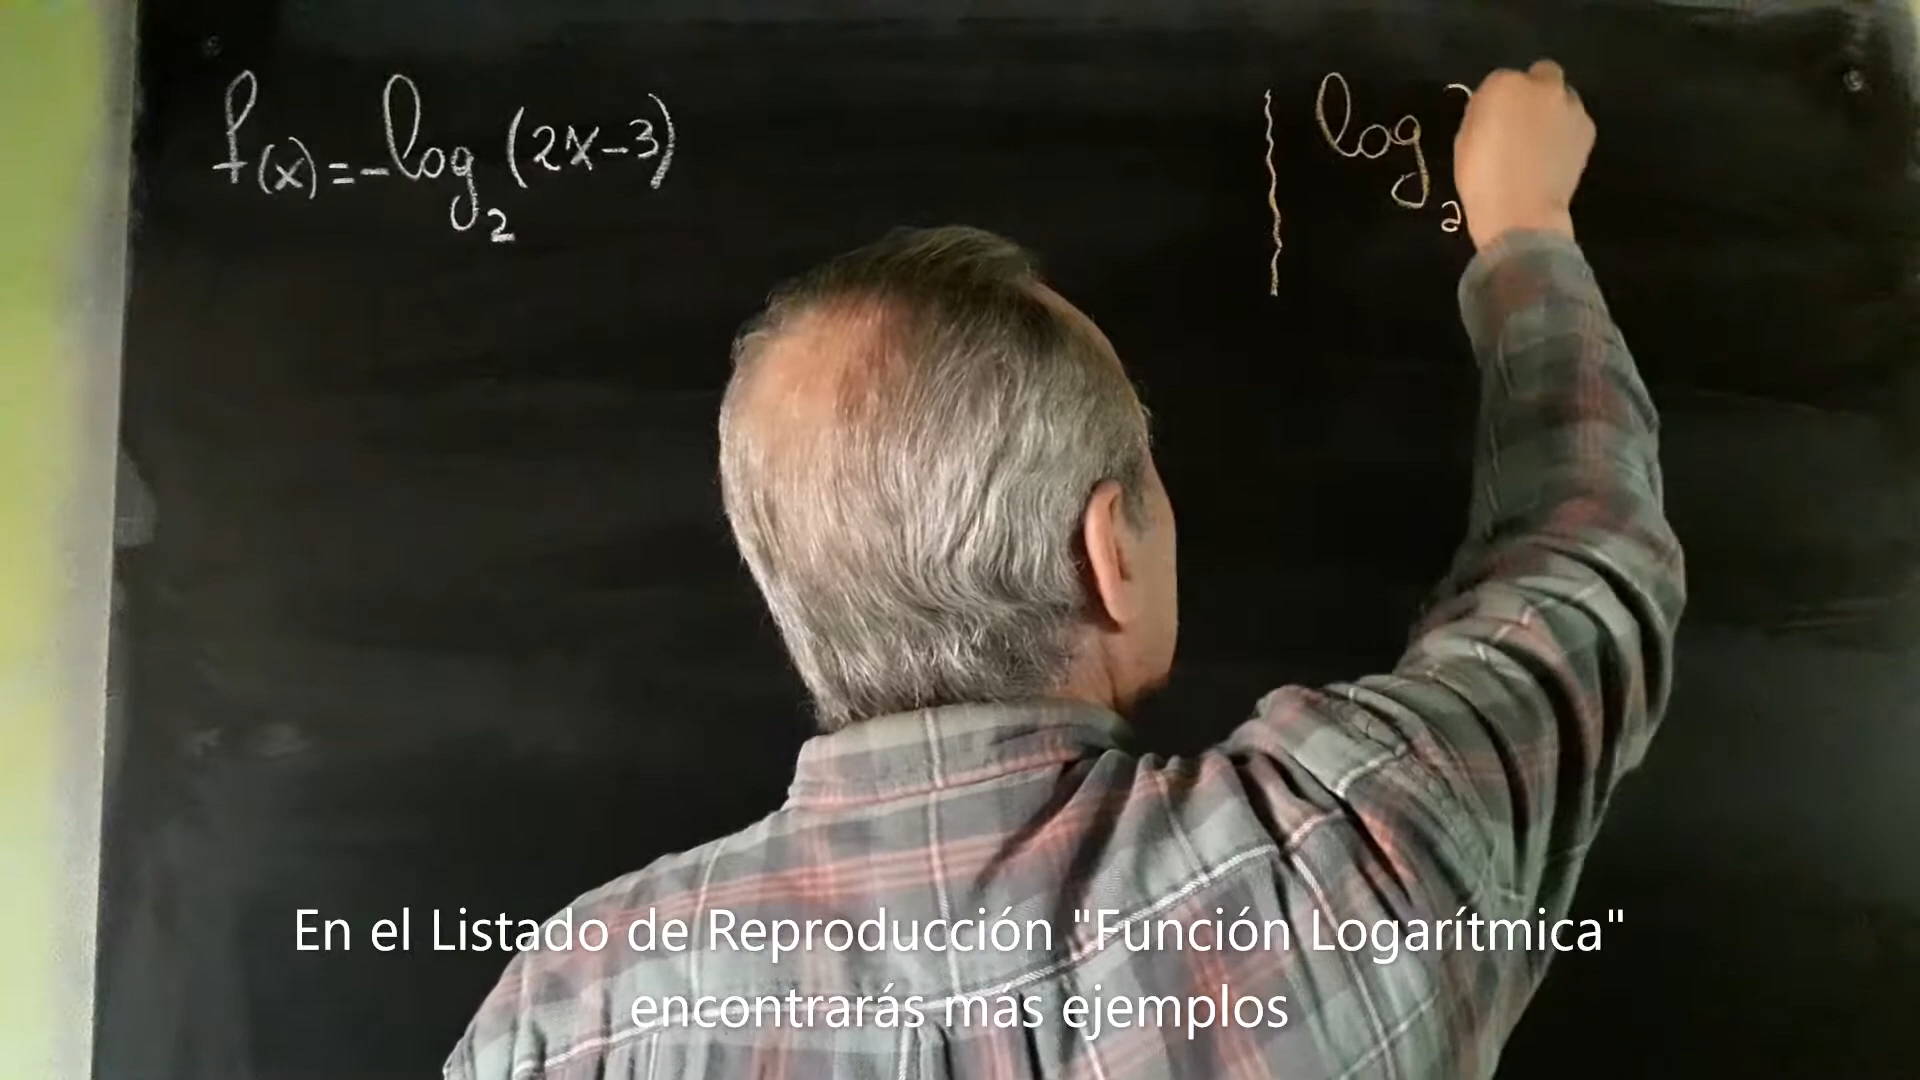 f(x) = -log₂(2x-3)
log₂
En el Listado de Reproducción "Función Logarítmica"
encontrarás más ejemplos